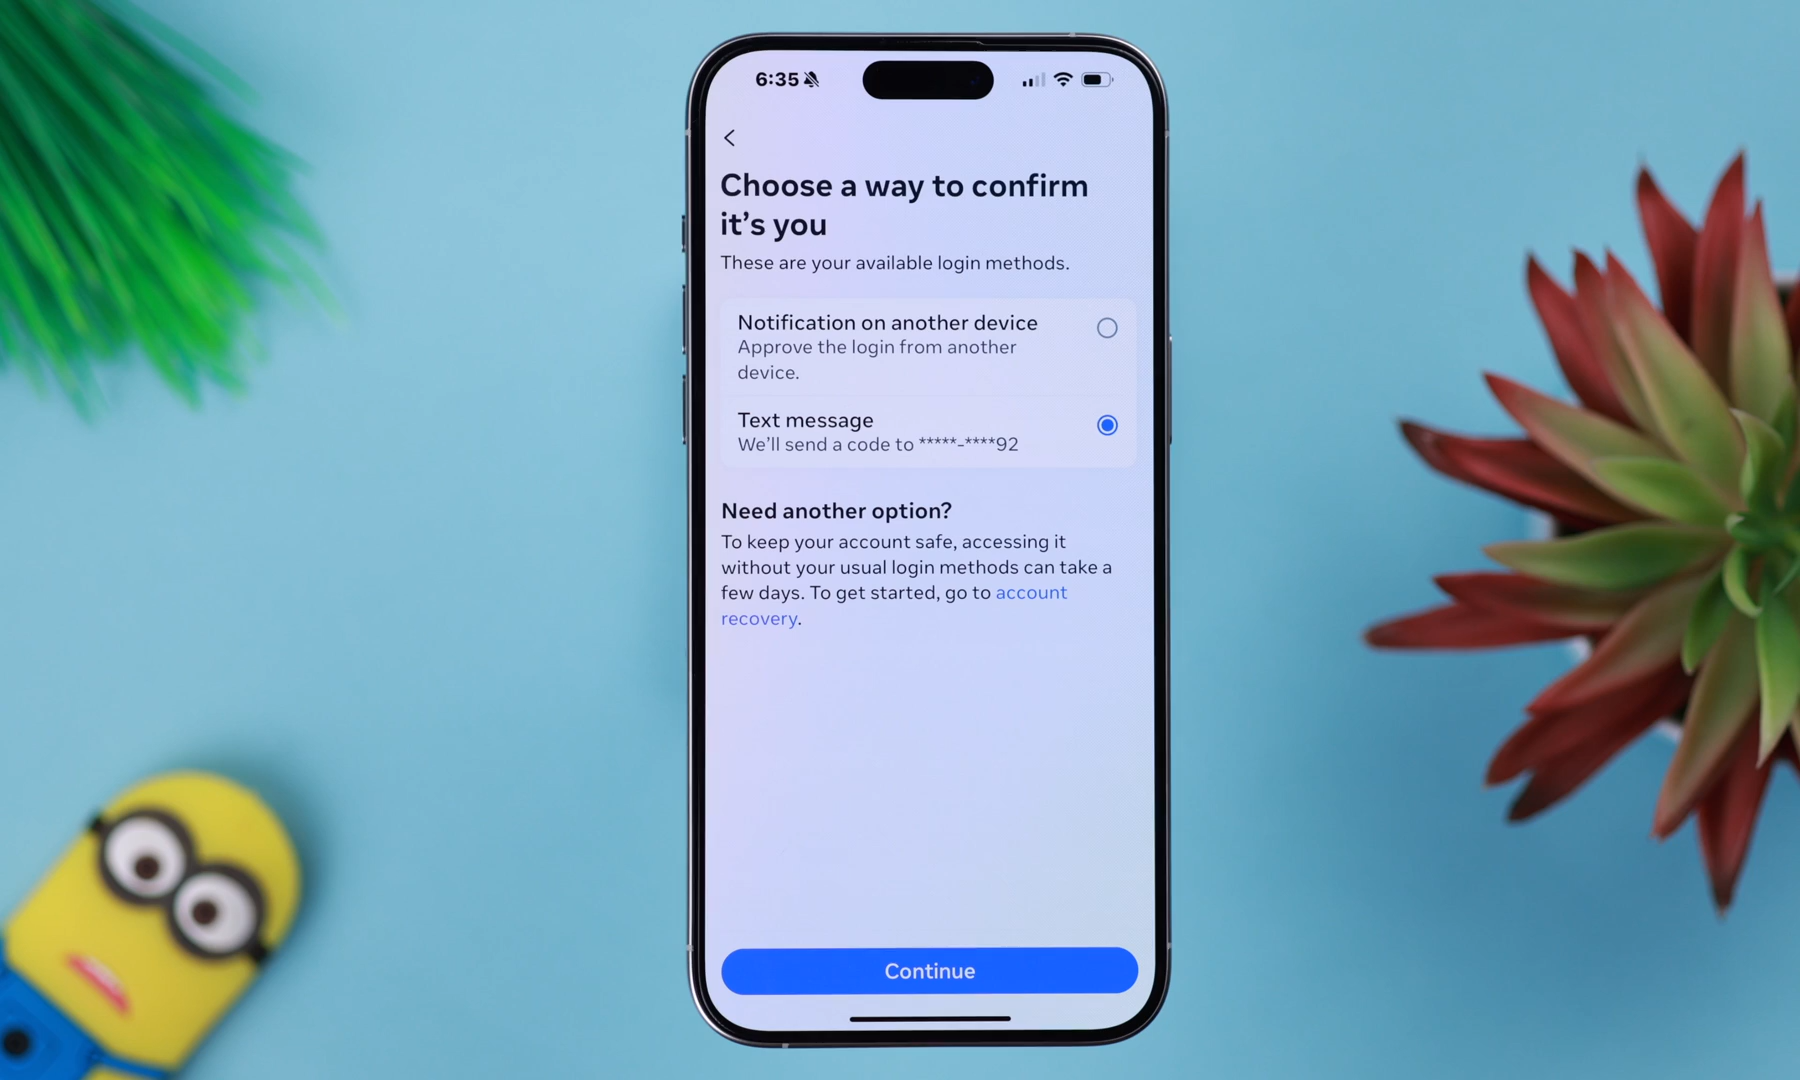 6:35
Choose a way to confirm
it’s you
These are your available login methods.
Notification on another device
Approve the login from another
device.
Text message
We’ll send a code to *****-****92
Need another option?
To keep your account safe, accessing it
without your usual login methods can take a
few days. To get started, go to account
recovery.
Continue